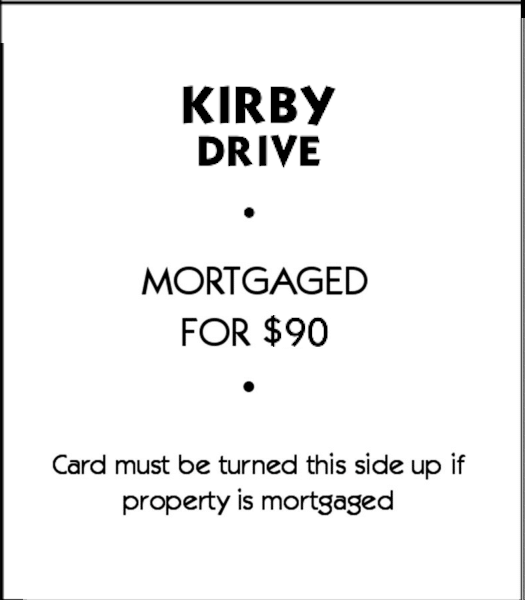 KIRBY
DRIVE
•
MORTGAGED
FOR $90
•
Card must be turned this side up if
property is mortgaged